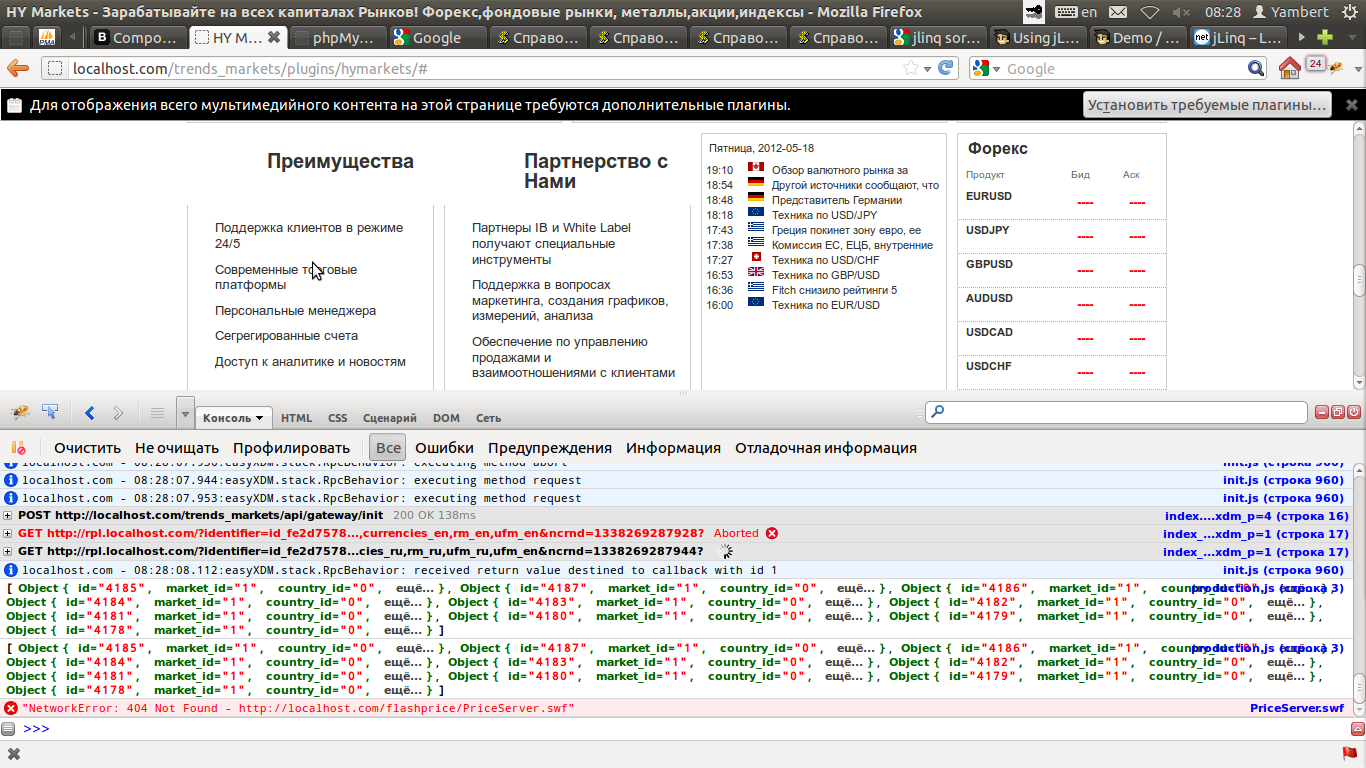 HY Markets - Зарабатывайте на всех капиталах Рынков! Форекс,фондовые рынки, металлы,акции,индексы - Mozilla Firefox
en 08:28 Yambert
Compo… HY M… phpMy… Google Справо… Справо… Справо… Справо… jlinq sor… Using jL… Demo / … jLinq – L…
localhost.com/trends_markets/plugins/hymarkets/#
Google
24
Для отображения всего мультимедийного контента на этой странице требуются дополнительные плагины.
Установить требуемые плагины…
Преимущества
Поддержка клиентов в режиме
24/5
Современные торговые
платформы
Персональные менеджера
Сегрегированные счета
Доступ к аналитике и новостям
Партнерство с
Нами
Партнеры IB и White Label
получают специальные
инструменты
Поддержка в вопросах
маркетинга, создания графиков,
измерений, анализа
Обеспечение по управлению
продажами и
взаимоотношениями с клиентами
Пятница, 2012-05-18
19:10 Обзор валютного рынка за
18:54 Другой источники сообщают, что
18:48 Представитель Германии
18:18 Техника по USD/JPY
17:43 Греция покинет зону евро, ее
17:38 Комиссия ЕС, ЕЦБ, внутренние
17:27 Техника по USD/CHF
16:53 Техника по GBP/USD
16:36 Fitch снизило рейтинги 5
16:00 Техника по EUR/USD
Форекс
Продукт Бид Аск
EURUSD ---- ----
USDJPY ---- ----
GBPUSD ---- ----
AUDUSD ---- ----
USDCAD ---- ----
USDCHF ---- ----
Консоль HTML CSS Сценарий DOM Сеть
Очистить Не очищать Профилировать Все Ошибки Предупреждения Информация Отладочная информация
localhost.com - 08:28:07.944:easyXDM.stack.RpcBehavior: executing method request init.js (строка 960)
localhost.com - 08:28:07.953:easyXDM.stack.RpcBehavior: executing method request init.js (строка 960)
POST http://localhost.com/trends_markets/api/gateway/init 200 OK 138ms index....xdm_p=4 (строка 16)
GET http://rpl.localhost.com/?identifier=id_fe2d7578...,currencies_en,rm_en,ufm_en&ncrnd=1338269287928? Aborted index_...xdm_p=1 (строка 17)
GET http://rpl.localhost.com/?identifier=id_fe2d7578...cies_ru,rm_ru,ufm_ru,ufm_en&ncrnd=1338269287944? index_...xdm_p=1 (строка 17)
localhost.com - 08:28:08.112:easyXDM.stack.RpcBehavior: received return value destined to callback with id 1 init.js (строка 960)
[ Object { id="4185", market_id="1", country_id="0", ещё... }, Object { id="4187", market_id="1", country_id="0", ещё... }, Object { id="4186", market_id="1", production.js (строка 3)
Object { id="4184", market_id="1", country_id="0", ещё... }, Object { id="4183", market_id="1", country_id="0", ещё... }, Object { id="4182", market_id="1", country_id="0", ещё... },
Object { id="4181", market_id="1", country_id="0", ещё... }, Object { id="4180", market_id="1", country_id="0", ещё... }, Object { id="4179", market_id="1", country_id="0", ещё... },
Object { id="4178", market_id="1", country_id="0", ещё... } ]
[ Object { id="4185", market_id="1", country_id="0", ещё... }, Object { id="4187", market_id="1", country_id="0", ещё... }, Object { id="4186", market_id="1", production.js (строка 3)
Object { id="4184", market_id="1", country_id="0", ещё... }, Object { id="4183", market_id="1", country_id="0", ещё... }, Object { id="4182", market_id="1", country_id="0", ещё... },
Object { id="4181", market_id="1", country_id="0", ещё... }, Object { id="4180", market_id="1", country_id="0", ещё... }, Object { id="4179", market_id="1", country_id="0", ещё... },
Object { id="4178", market_id="1", country_id="0", ещё... } ]
"NetworkError: 404 Not Found - http://localhost.com/flashprice/PriceServer.swf" PriceServer.swf
>>>